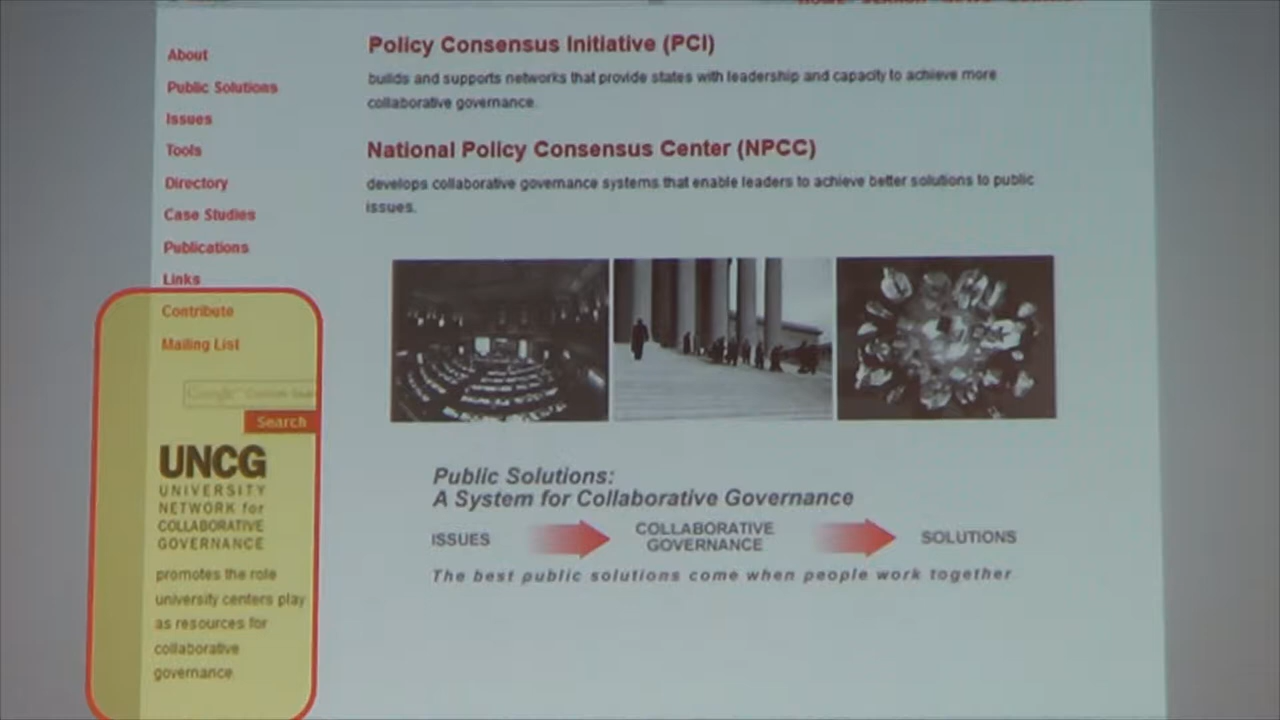 About
Public Solutions
Issues
Tools
Directory
Case Studies
Publications
Links
Contribute
Mailing List
Google
Search
UNCG
UNIVERSITY
NETWORK for
COLLABORATIVE
GOVERNANCE
promotes the role
university centers play
as resources for
collaborative
governance.
Policy Consensus Initiative (PCI)
builds and supports networks that provide states with leadership and capacity to achieve more
collaborative governance.
National Policy Consensus Center (NPCC)
develops collaborative governance systems that enable leaders to achieve better solutions to public
issues.
Public Solutions:
A System for Collaborative Governance
ISSUES
COLLABORATIVE
GOVERNANCE
SOLUTIONS
The best public solutions come when people work together